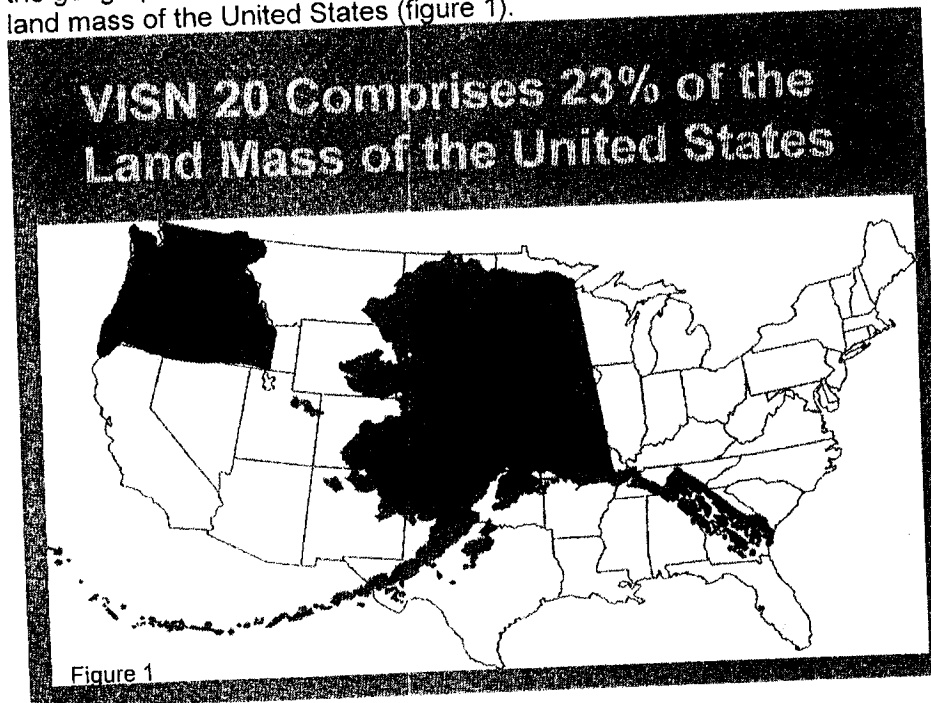 land mass of the United States (figure 1).
VISN 20 Comprises 23% of the
Land Mass of the United States
Figure 1